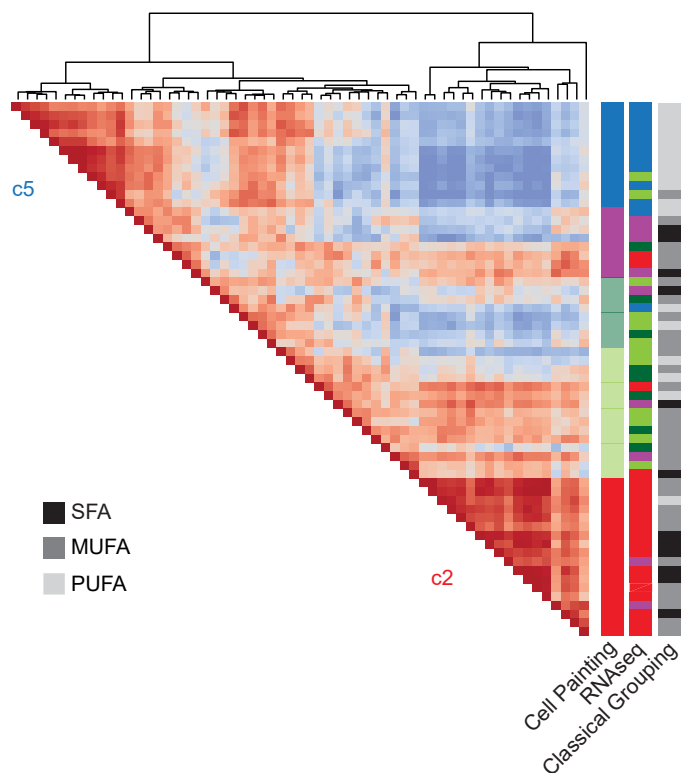 c5
SFA
MUFA
PUFA
c2
Cell Painting
RNAseq
Classical Grouping